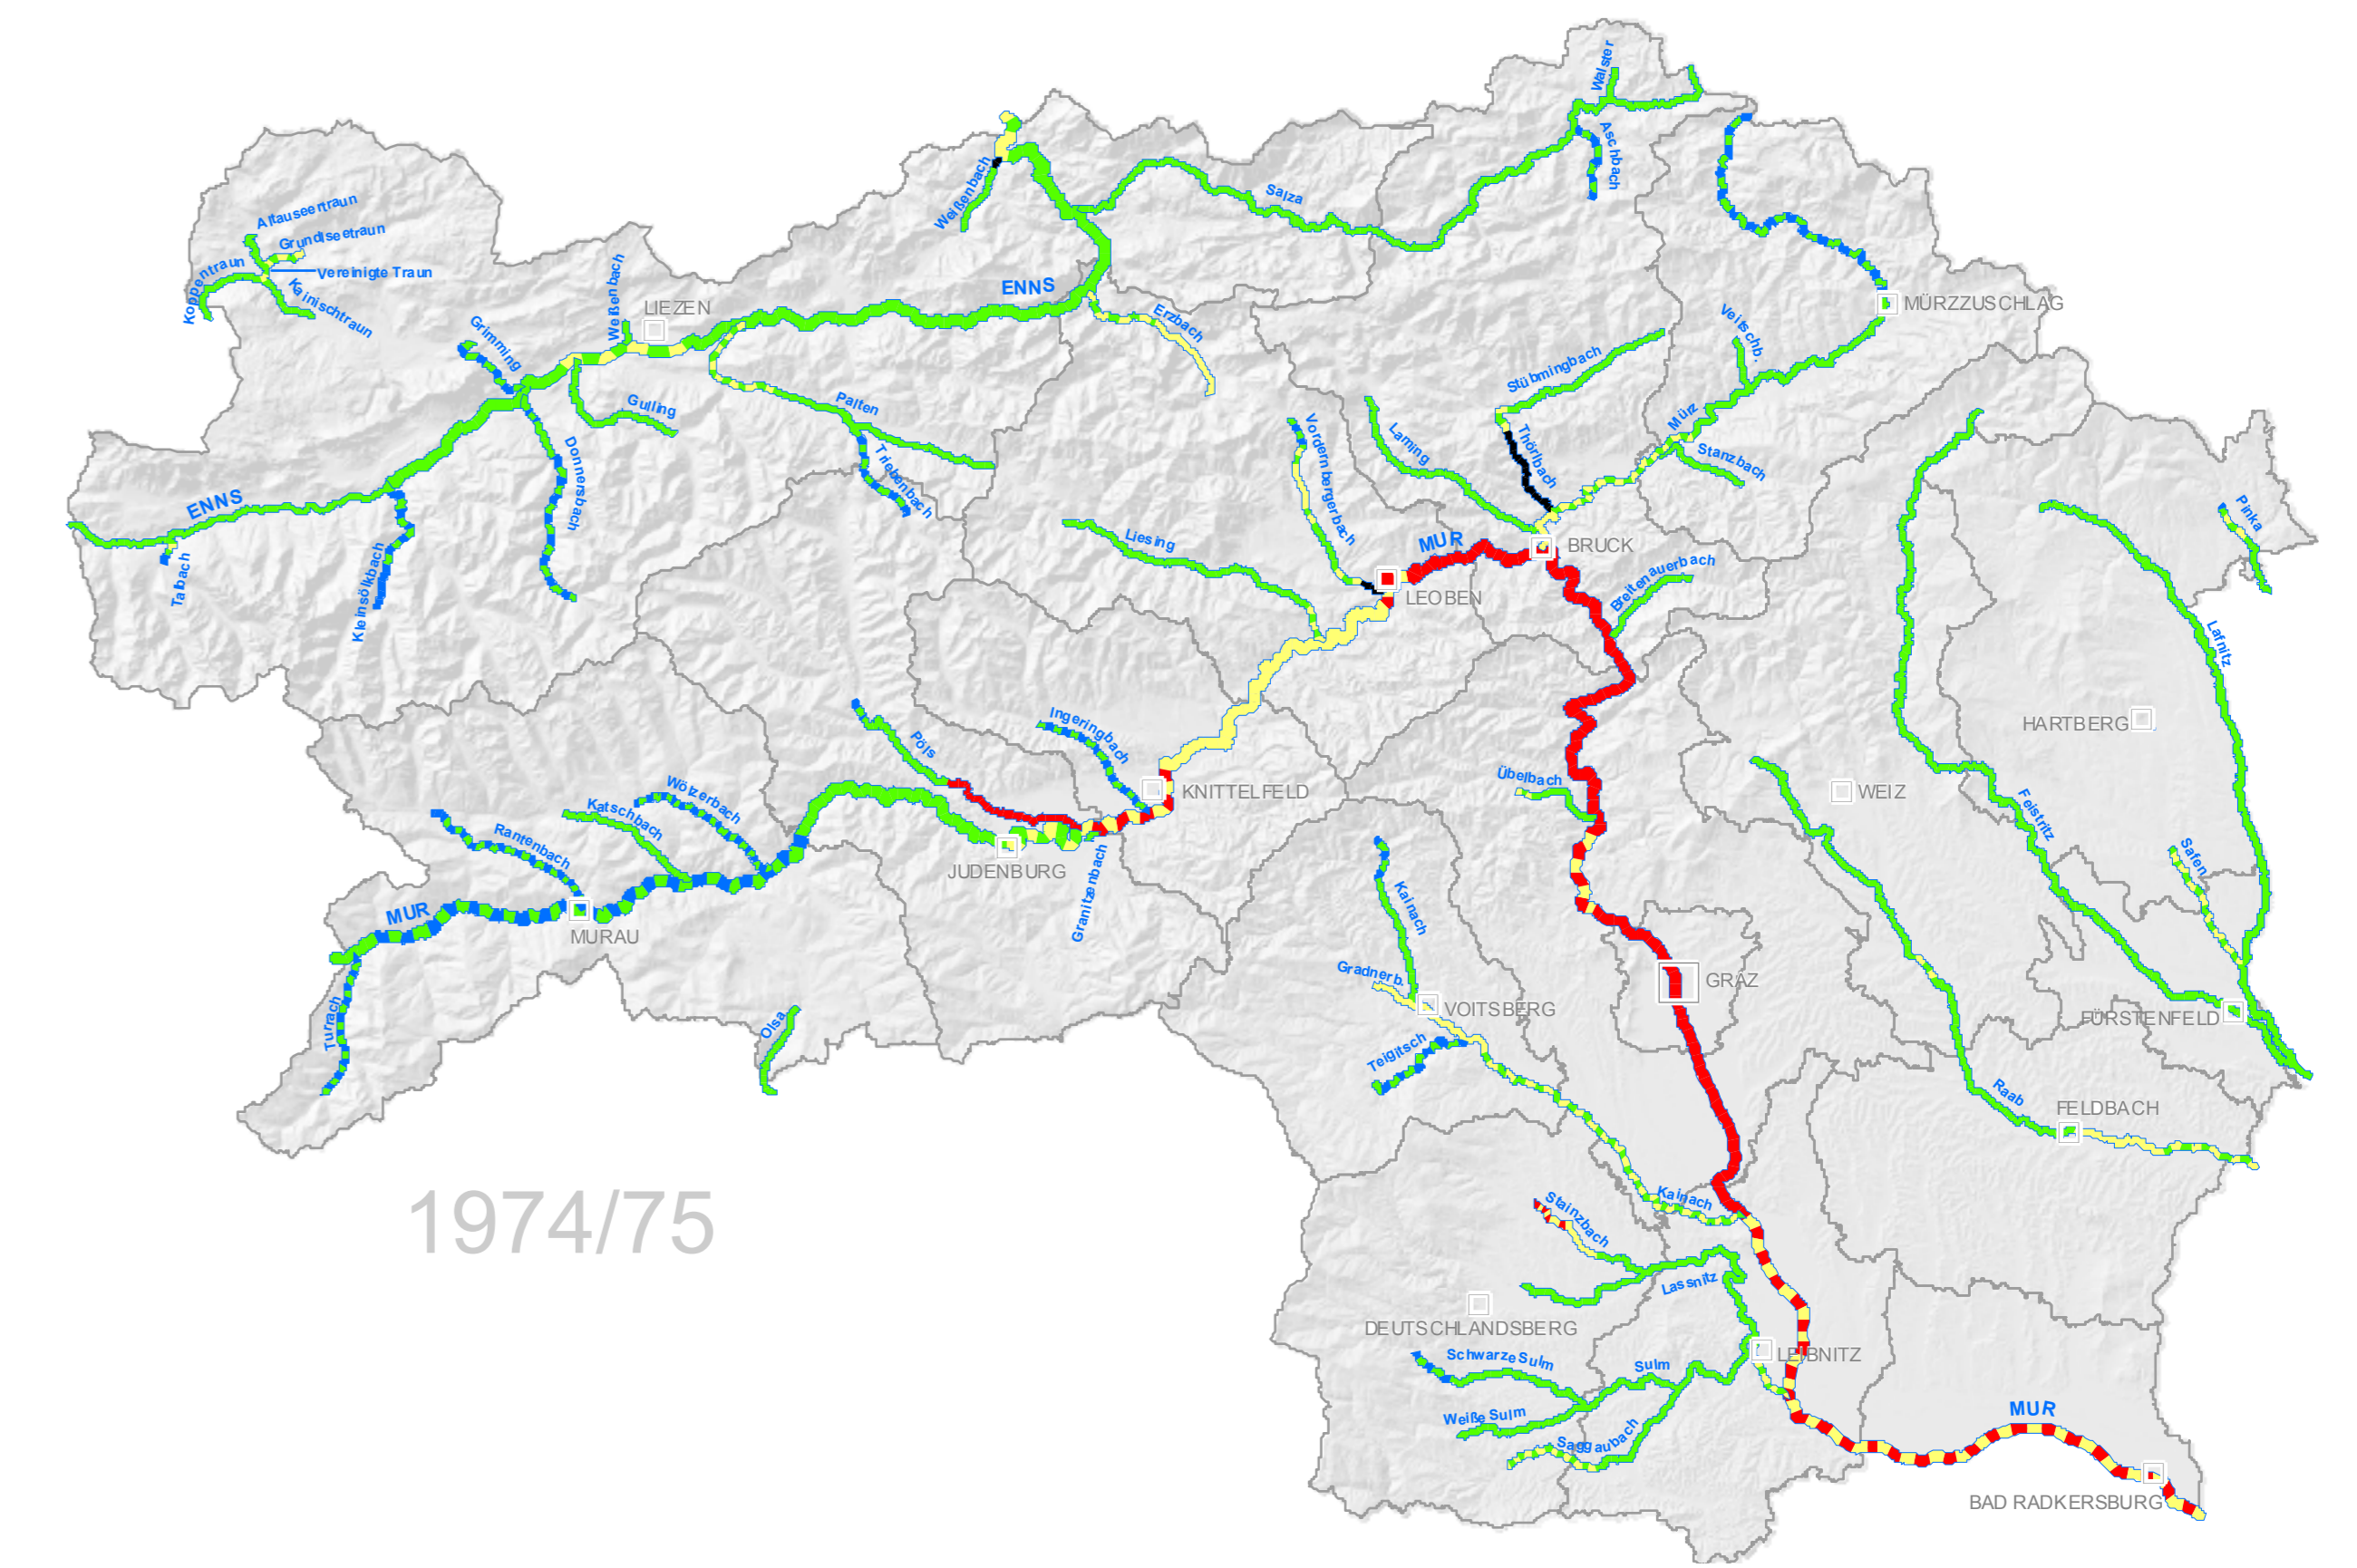 Walster
Aschbach
Salza
Weißenbach
Altauseertraun
Grundlseetraun
Vereinigte Traun
Koppentraun
Kainischtraun
ENNS
Weißenbach
LIEZEN
Grimming
Erzbach
MÜRZZUSCHLAG
Veitschb.
Stübmingbach
Gulling
Palten
Mürz
Vordernbergerbach
Laming
Thörlbach
Stanzbach
Donnersbach
Triebenbach
ENNS
Pinka
Talbach
Kleinsölkbach
Liesing
MUR
BRUCK
Breitenauerbach
LEOBEN
Lafnitz
HARTBERG
Ingeringbach
Pöls
Übelbach
KNITTELFELD
WEIZ
Wölzerbach
Katschbach
Rantenbach
Feistritz
JUDENBURG
Safen
Granitzenbach
Kainach
MUR
MURAU
Gradnerb.
GRAZ
VOITSBERG
FÜRSTENFELD
Turrach
Olsa
Teigitsch
Raab
FELDBACH
1974/75
Kainach
Stainzbach
Lassnitz
DEUTSCHLANDSBERG
LEIBNITZ
Schwarze Sulm
Sulm
Weiße Sulm
MUR
Saggaubach
BAD RADKERSBURG